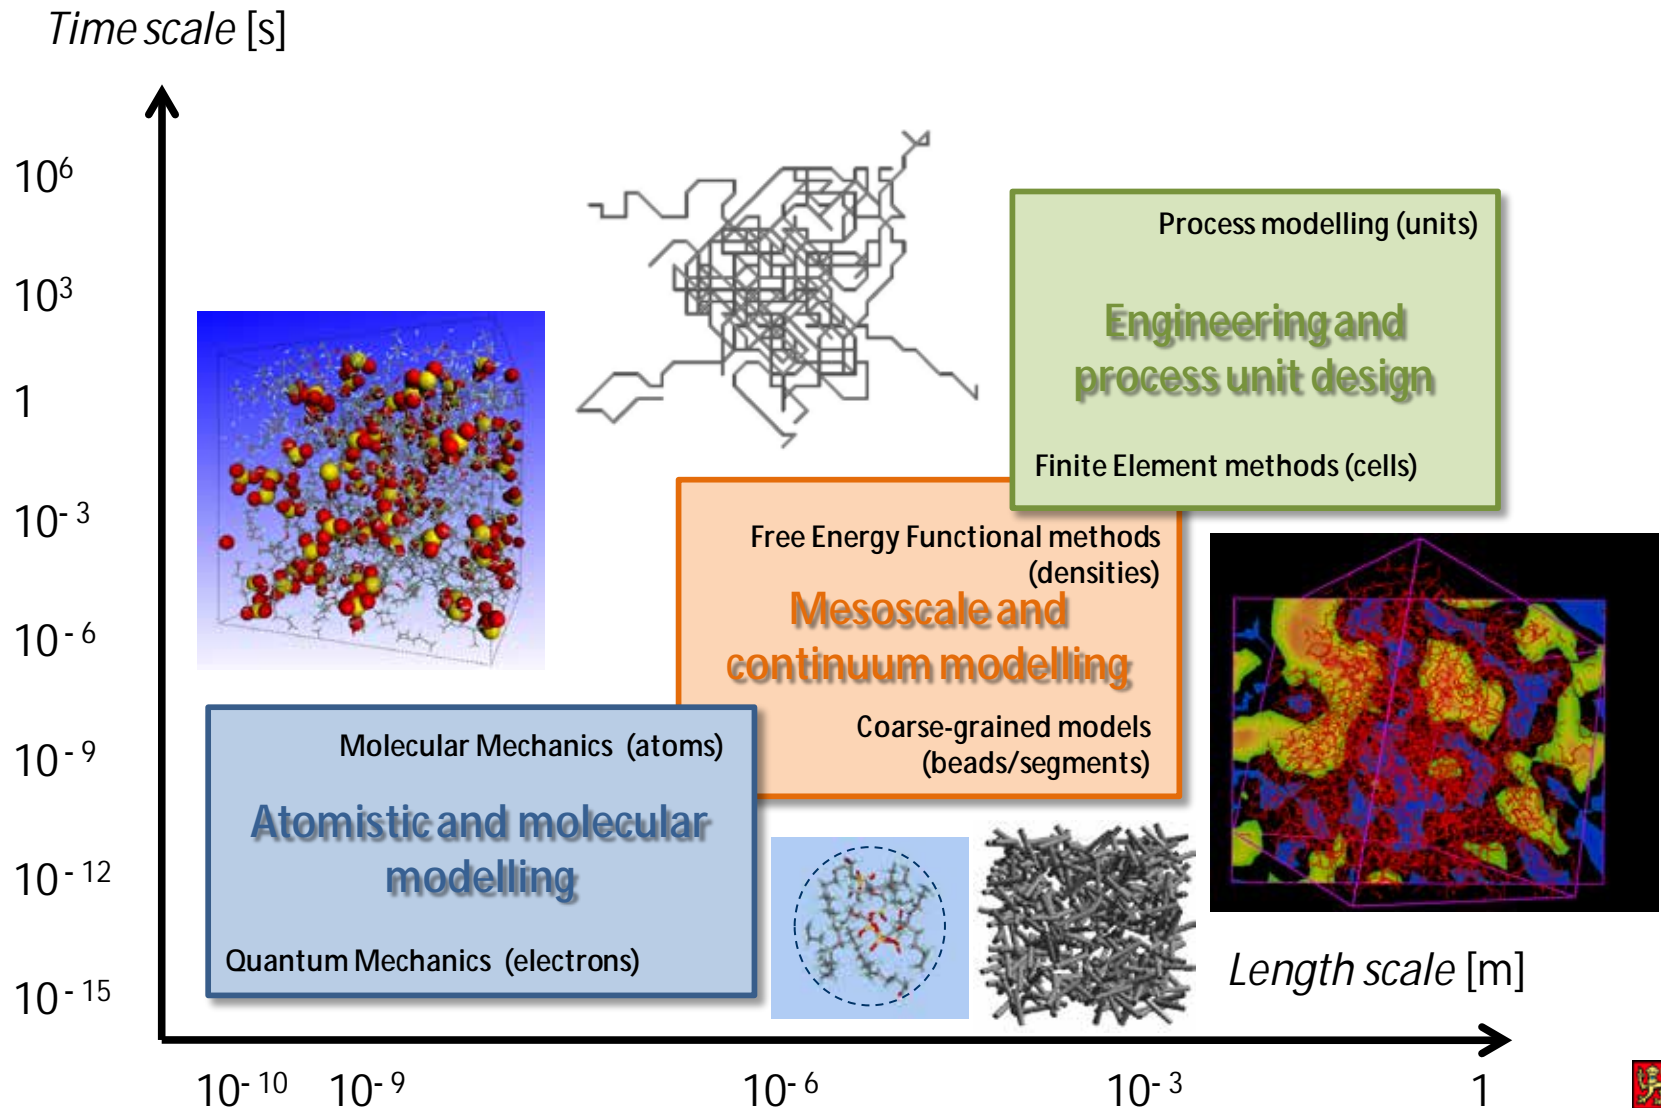 Time scale [s]
10⁶
10³
1
10⁻³
10⁻⁶
10⁻⁹
10⁻¹²
10⁻¹⁵
Process modelling (units)
Engineering and
process unit design
Finite Element methods (cells)
Free Energy Functional methods
(densities)
Mesoscale and
continuum modelling
Coarse-grained models
(beads/segments)
Molecular Mechanics (atoms)
Atomistic and molecular
modelling
Quantum Mechanics (electrons)
Length scale [m]
10⁻¹⁰ 10⁻⁹ 10⁻⁶ 10⁻³ 1